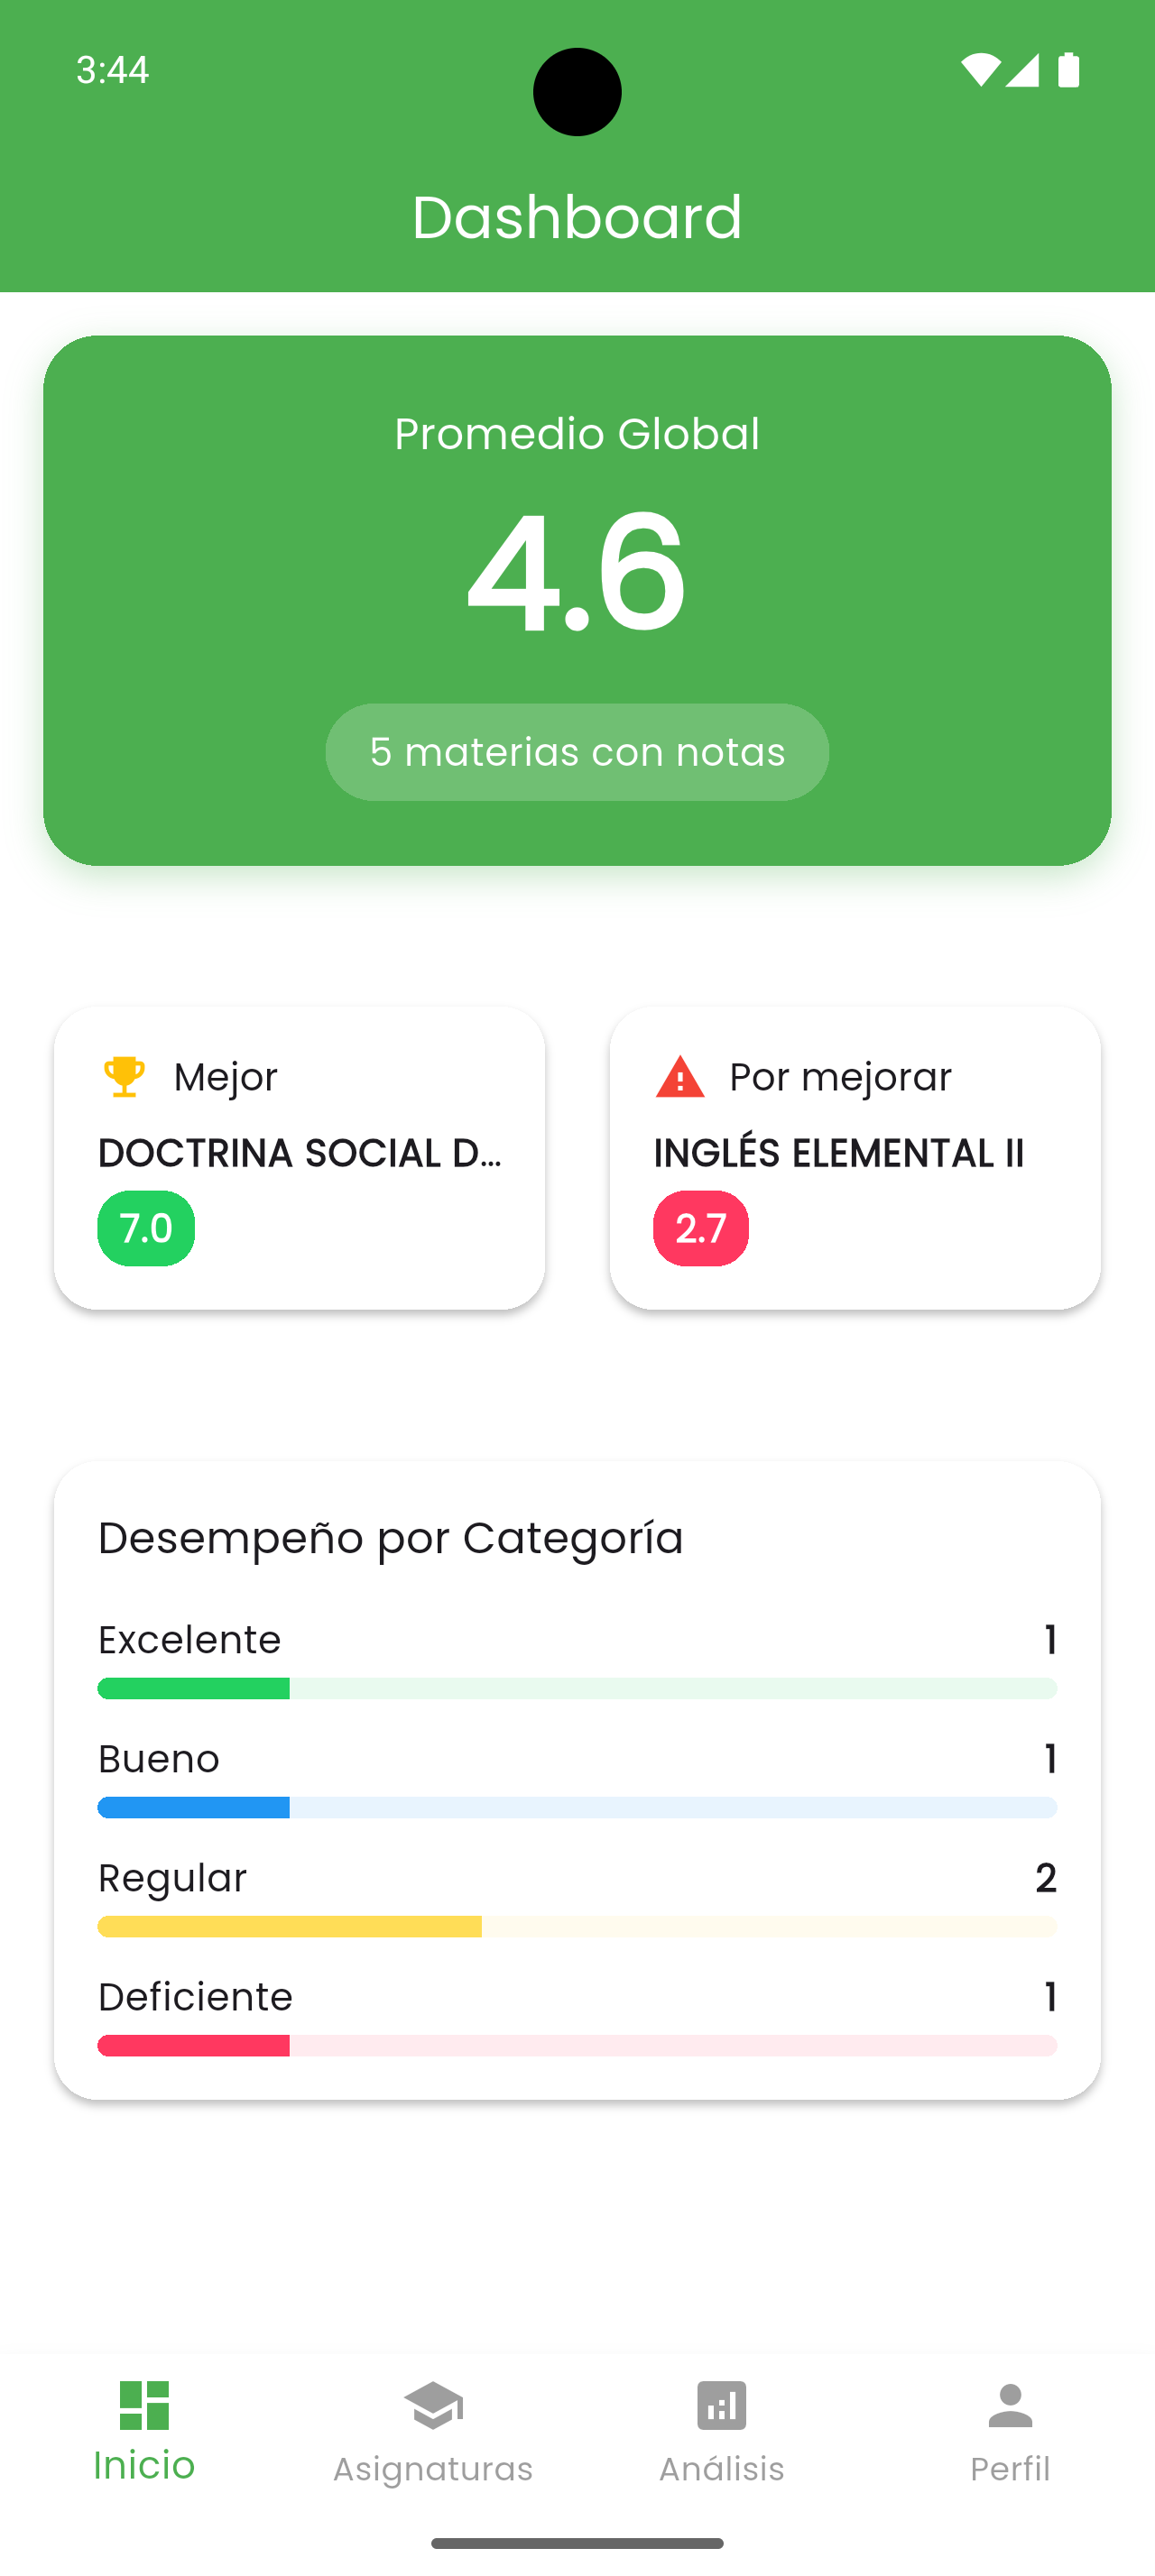 3:44
Dashboard
Promedio Global
4.6
5 materias con notas
Mejor
DOCTRINA SOCIAL D...
7.0
Por mejorar
INGLÉS ELEMENTAL II
2.7
Desempeño por Categoría
Excelente 1
Bueno 1
Regular 2
Deficiente 1
Inicio
Asignaturas
Análisis
Perfil